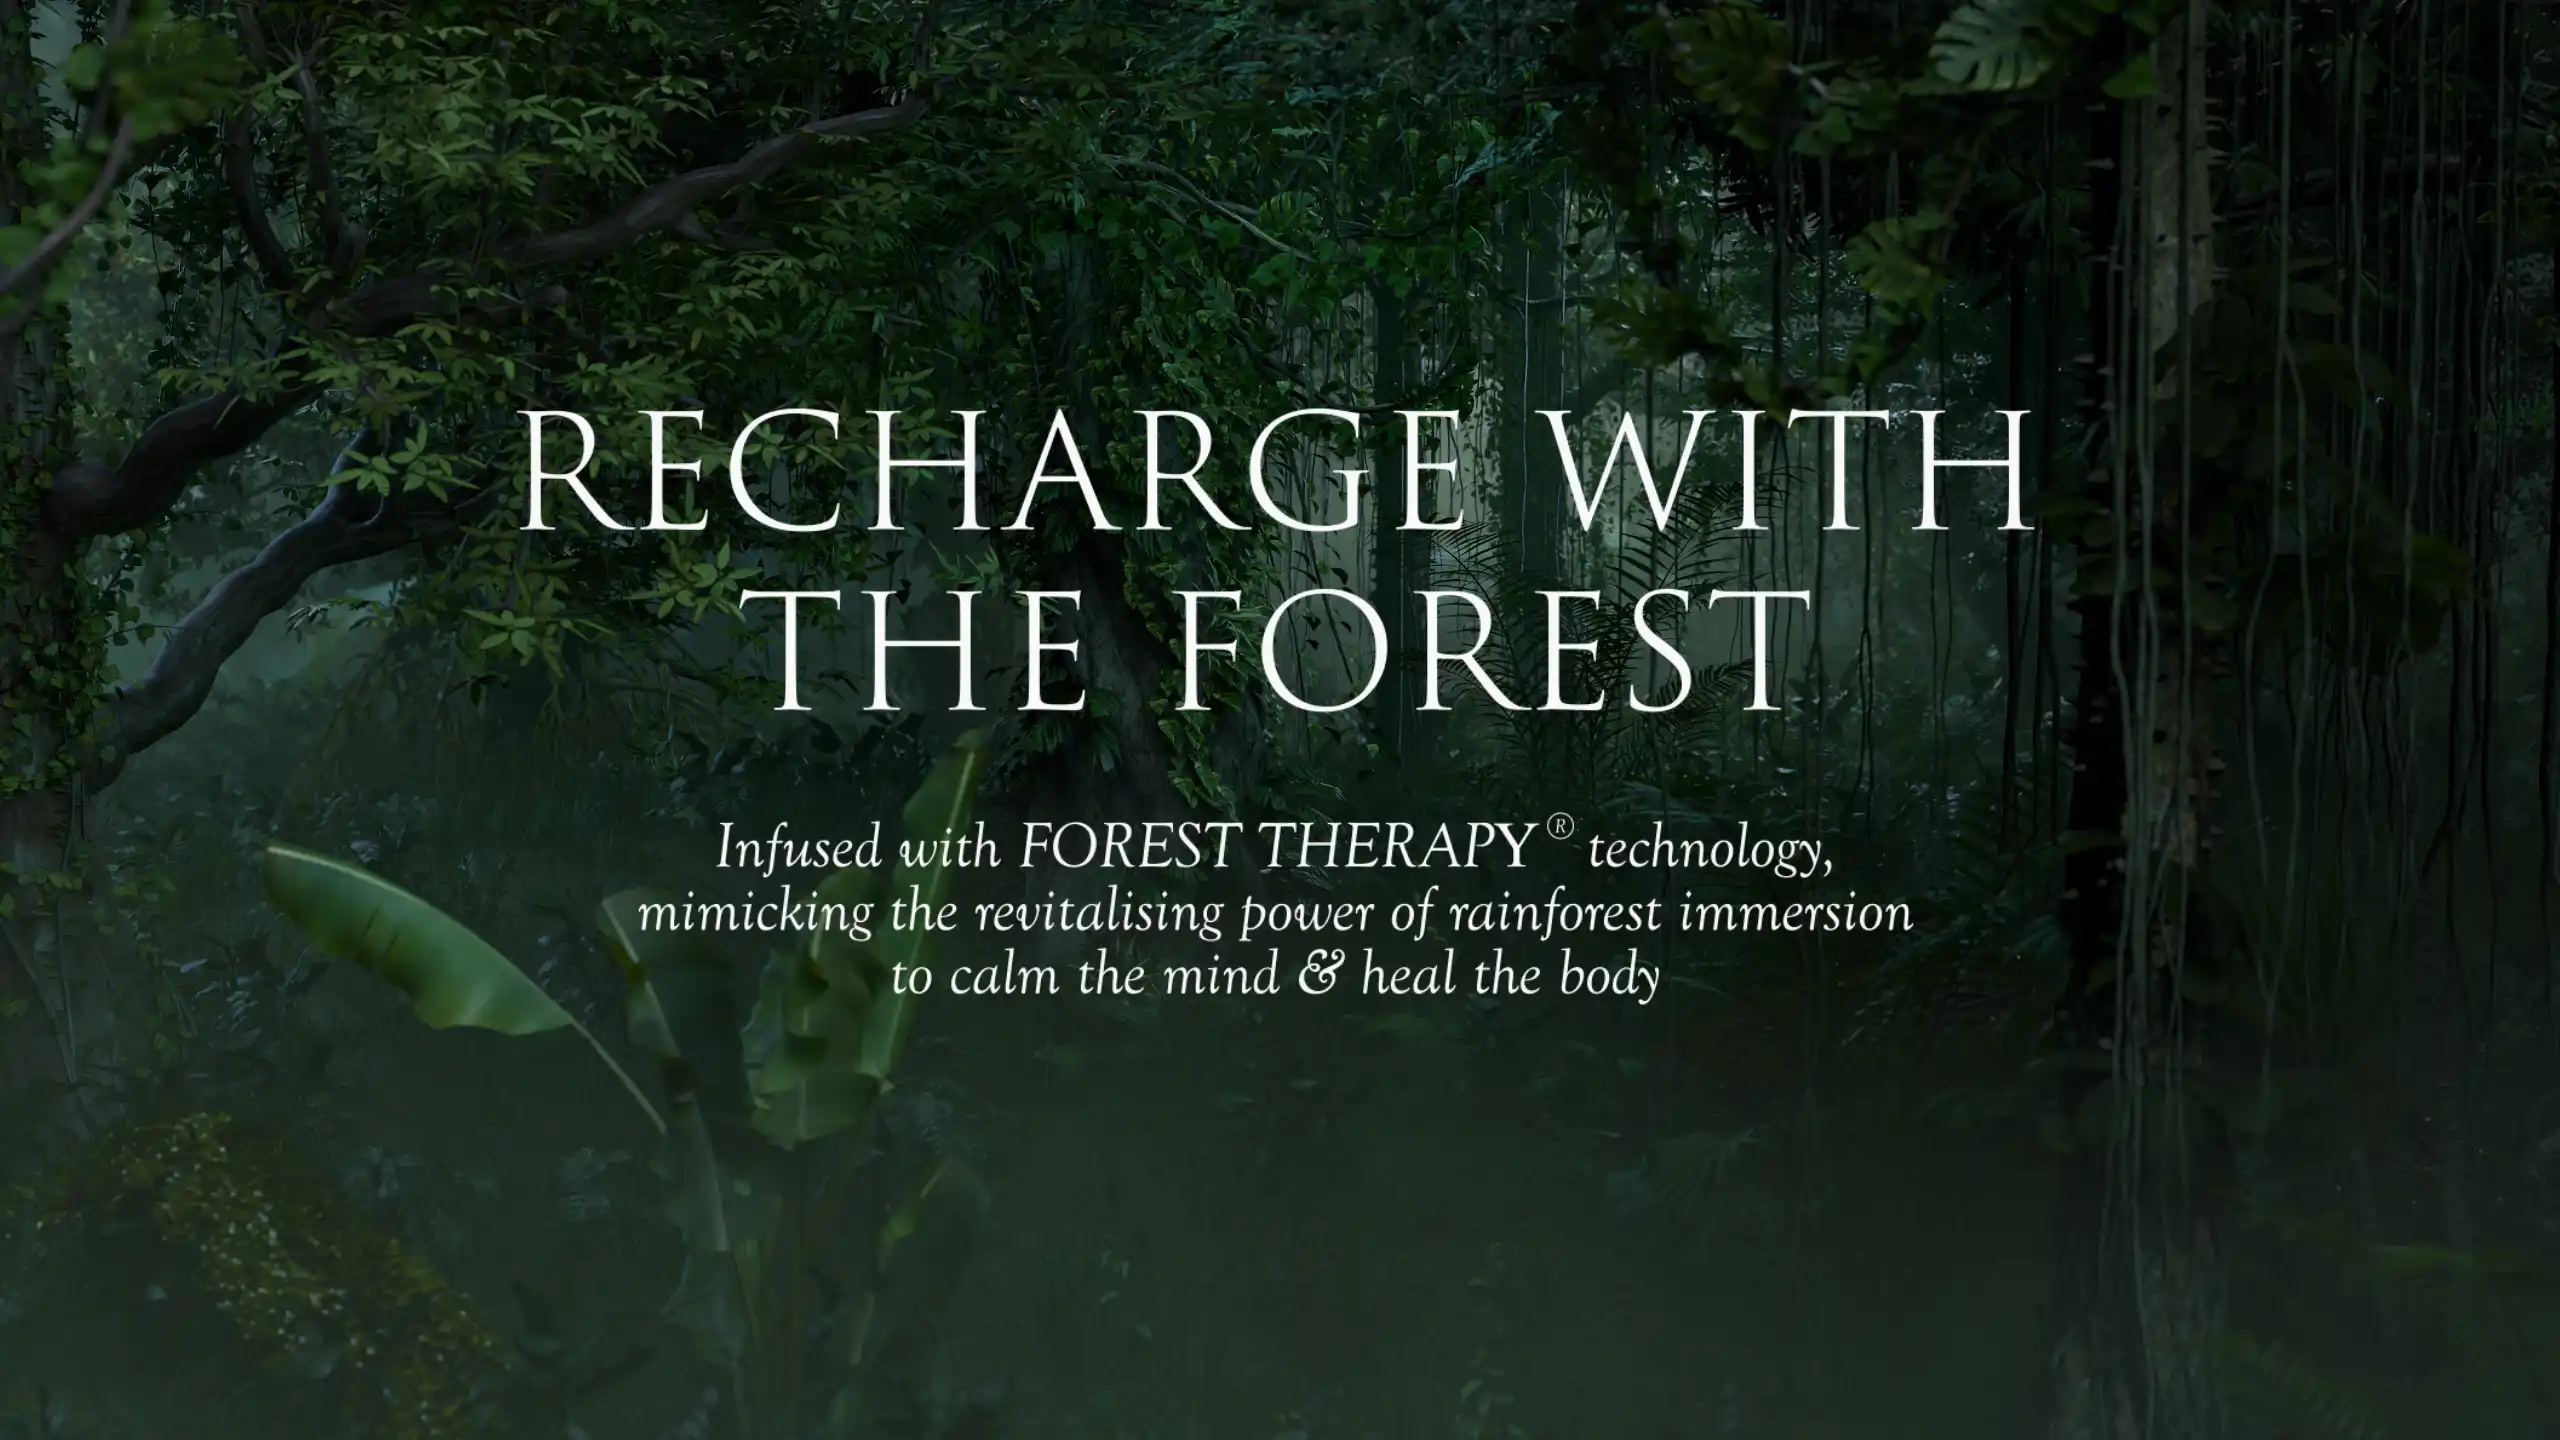 RECHARGE WITH
THE FOREST
Infused with FOREST THERAPY® technology,
mimicking the revitalising power of rainforest immersion
to calm the mind & heal the body